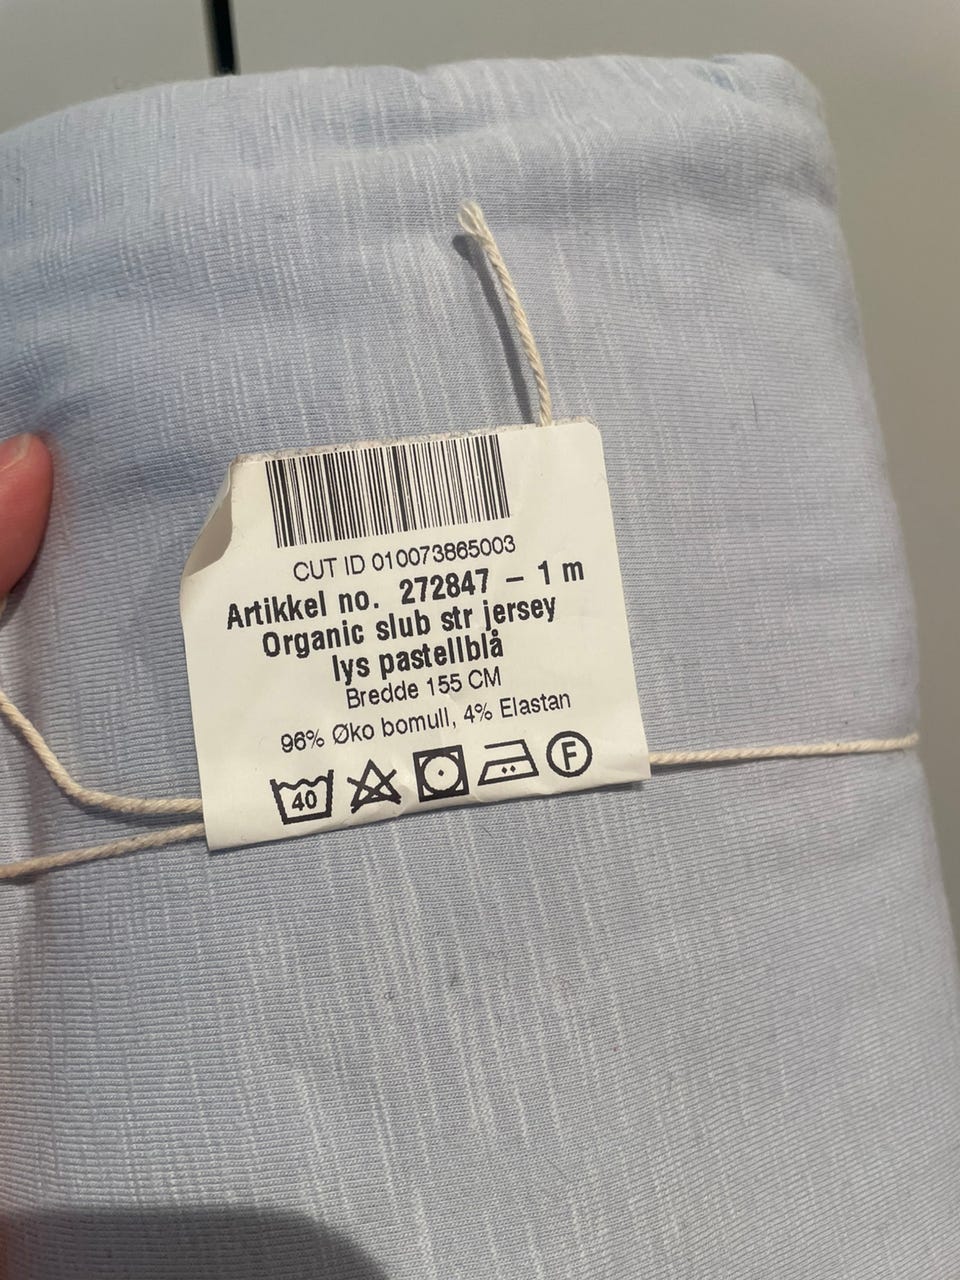 CUT ID 010073865003
Artikkel no. 272847 – 1 m
Organic slub str jersey
lys pastellblå
Bredde 155 CM
96% Øko bomull, 4% Elastan
40 F